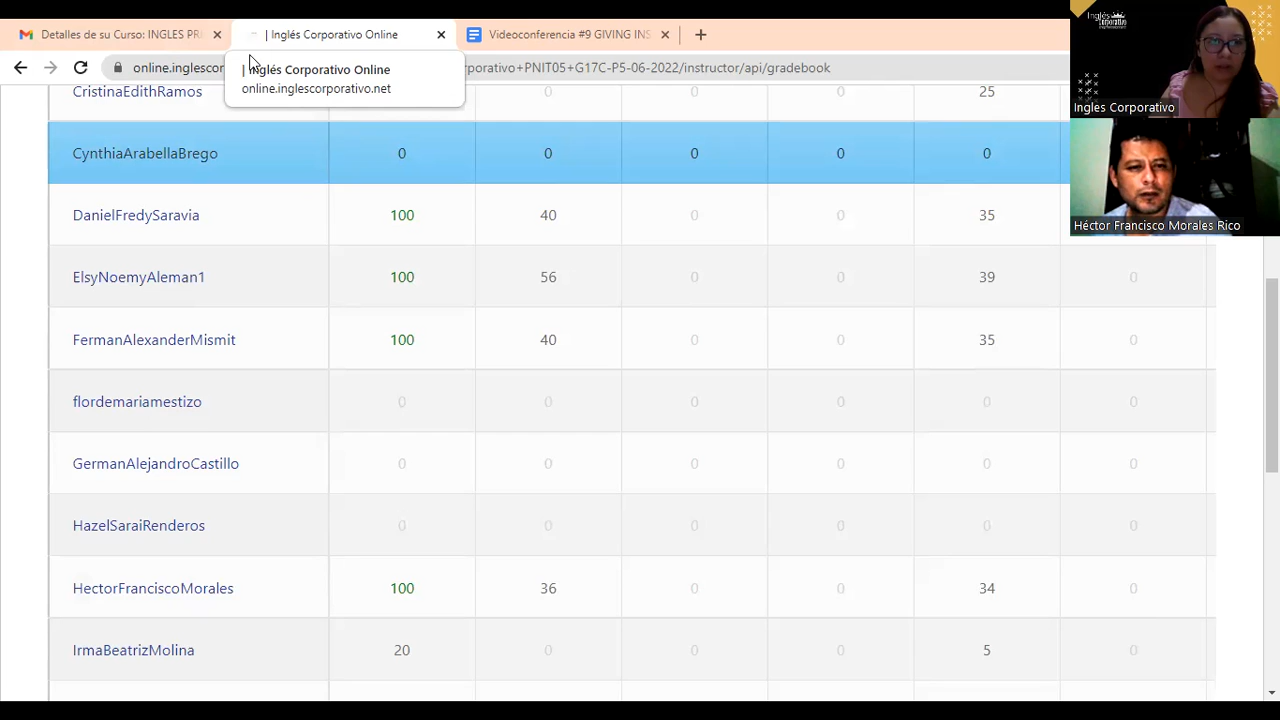 Detalles de su Curso: INGLES PR
| Inglés Corporativo Online
Videoconferencia #9 GIVING INS
online.inglescor
porativo+PNIT05+G17C-P5-06-2022/instructor/api/gradebook
| Inglés Corporativo Online
online.inglescorporativo.net
CristinaEdithRamos 0 0 0 0 25
CynthiaArabellaBrego 0 0 0 0 0
DanielFredySaravia 100 40 0 0 35 0
ElsyNoemyAleman1 100 56 0 0 39 0
FermanAlexanderMismit 100 40 0 0 35 0
flordemariamestizo 0 0 0 0 0 0
GermanAlejandroCastillo 0 0 0 0 0 0
HazelSaraiRenderos 0 0 0 0 0 0
HectorFranciscoMorales 100 36 0 0 34 0
IrmaBeatrizMolina 20 0 0 0 5 0
Inglés
Ingles Corporativo
Héctor Francisco Morales Rico